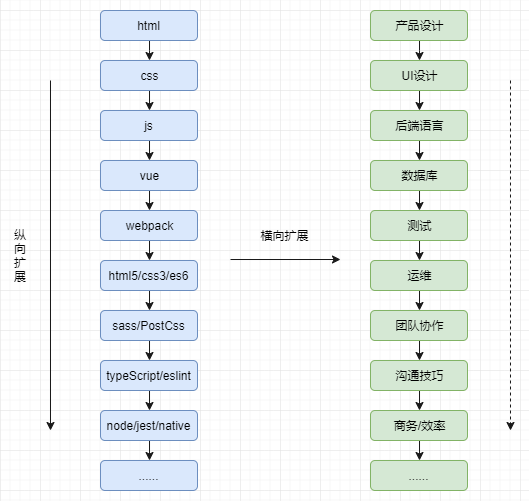 html
css
js
vue
webpack
html5/css3/es6
sass/PostCss
typeScript/eslint
node/jest/native
......
纵向扩展
横向扩展
产品设计
UI设计
后端语言
数据库
测试
运维
团队协作
沟通技巧
商务/效率
......